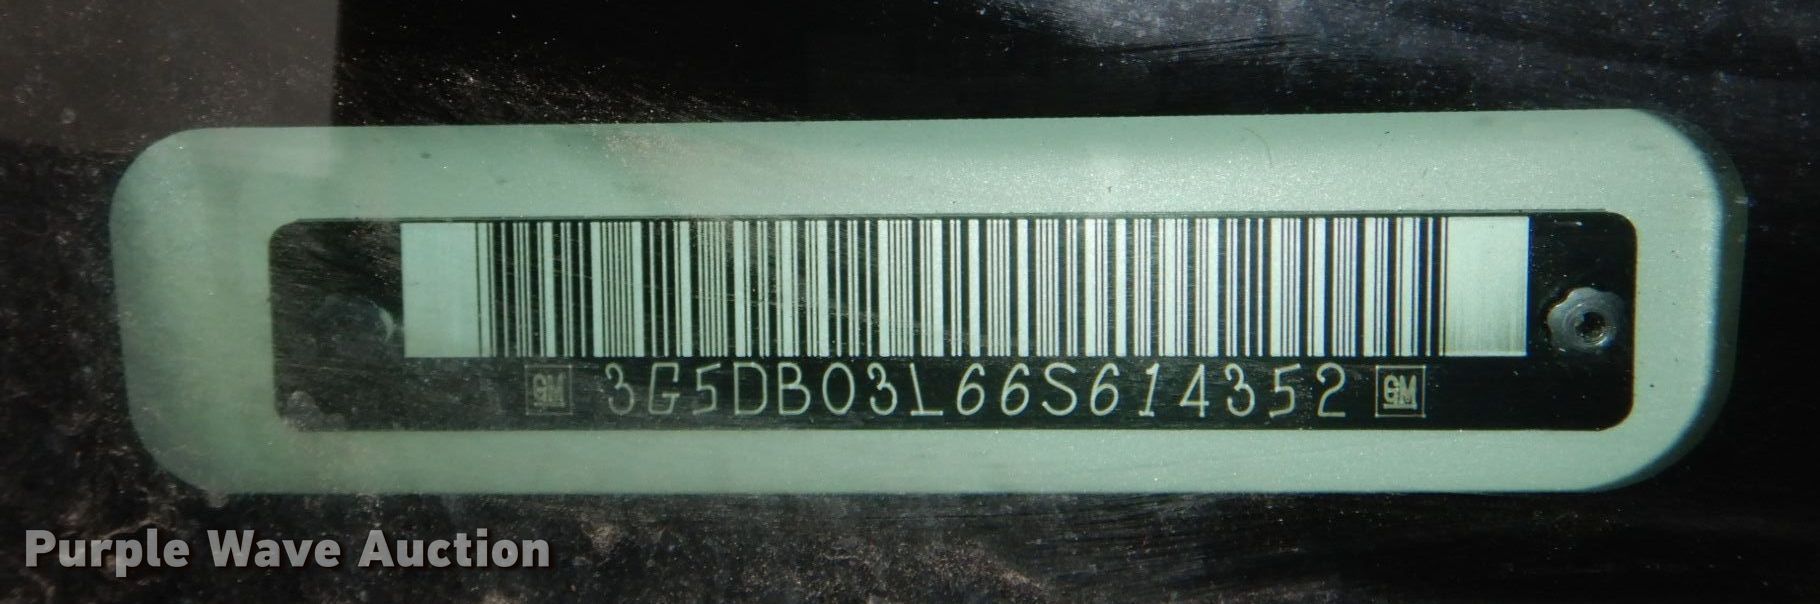 GM 3G5DB03L66S614352 GM
Purple Wave Auction